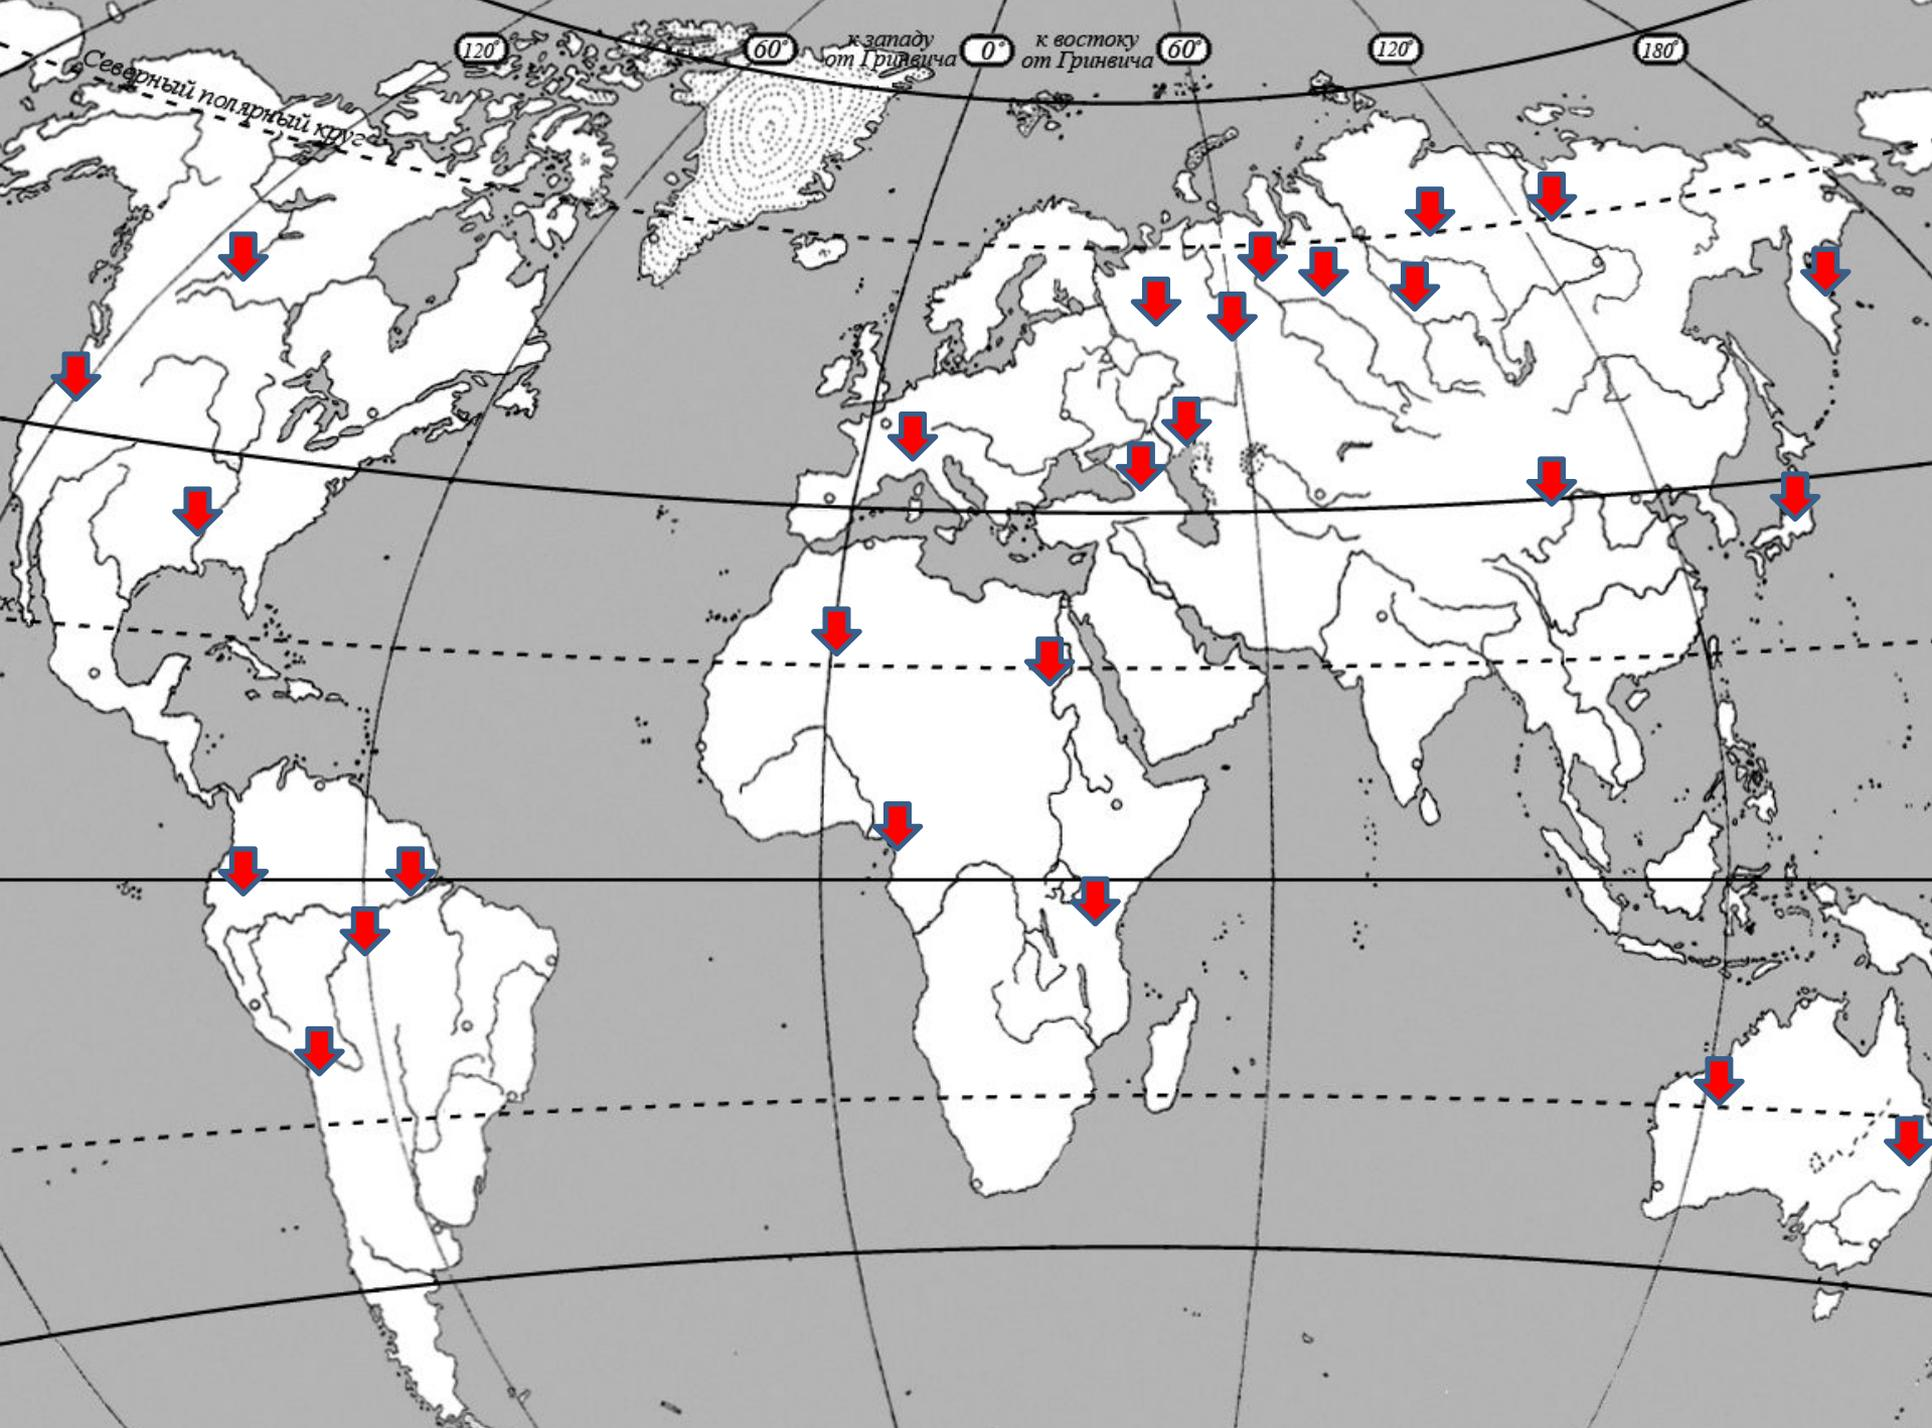 120°
60°
к западу
от Гринвича
0°
к востоку
от Гринвича
60°
120°
180°
Северный полярный круг